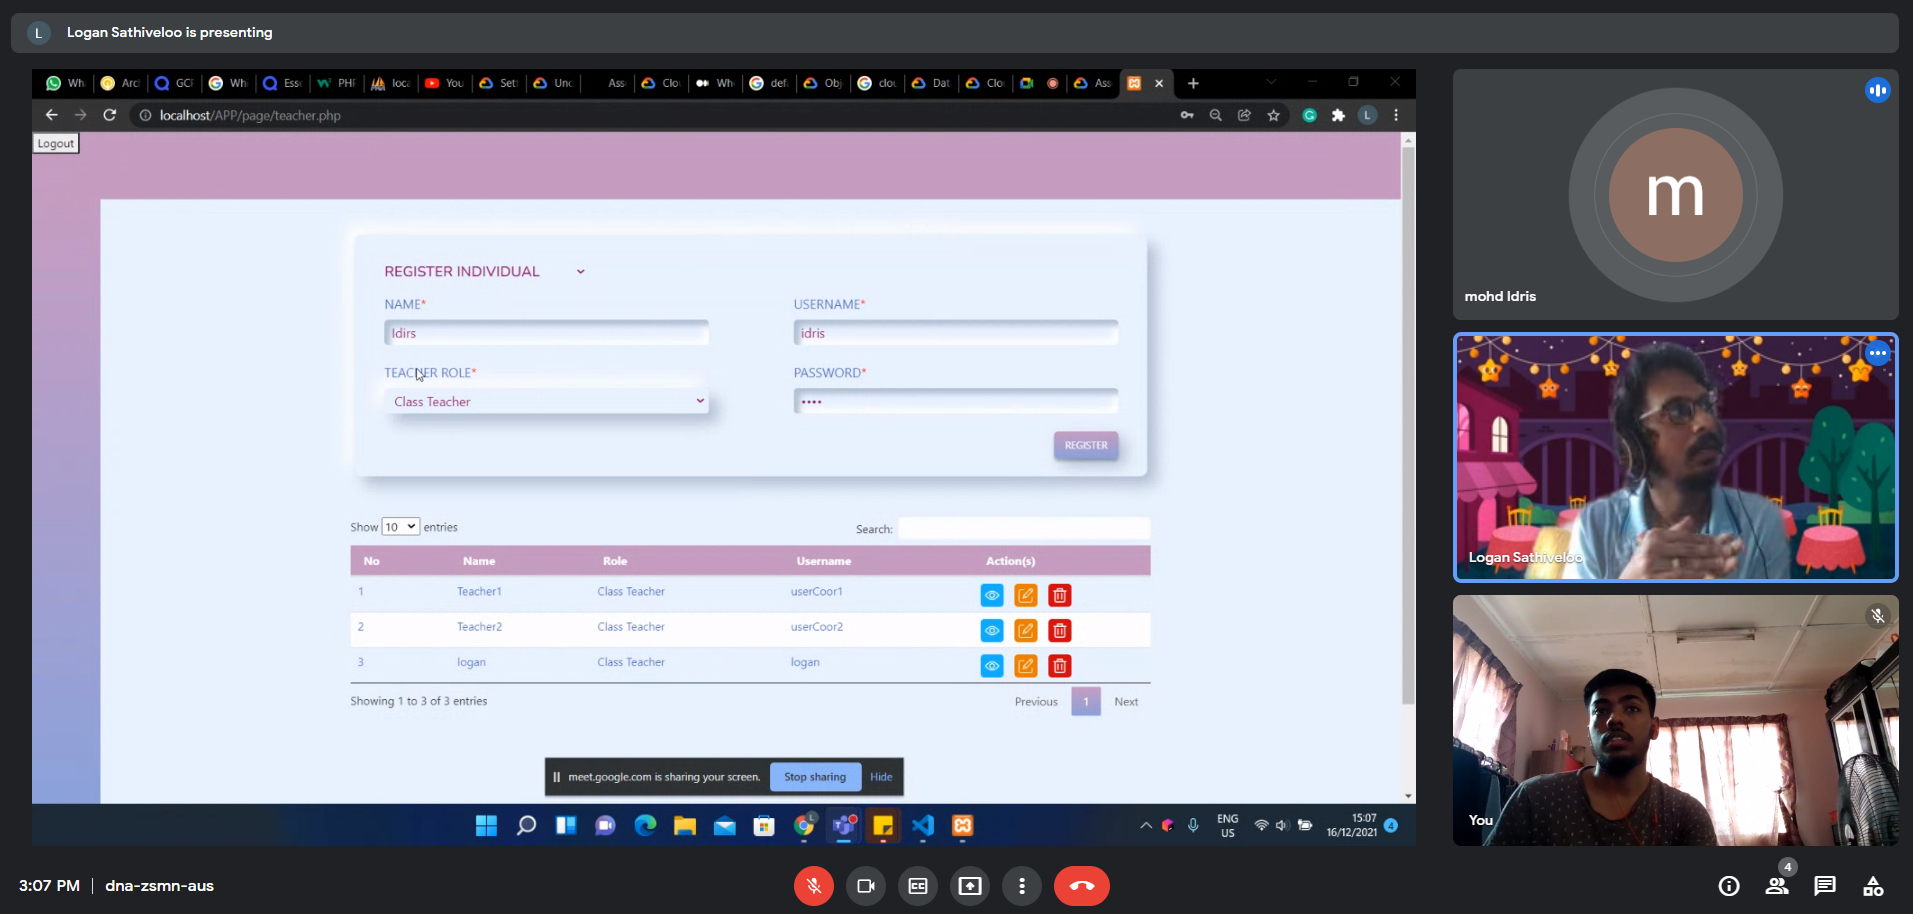 L Logan Sathiveloo is presenting
Wh Arc GCP Wh Ess PHP loca You Set Unc Ass Clo Wh def Obj clou Dat Clo Ass
localhost/APP/page/teacher.php L
Logout
REGISTER INDIVIDUAL
NAME* USERNAME*
Idirs idris
TEACHER ROLE* PASSWORD*
Class Teacher ••••
REGISTER
Show 10 entries Search:
No Name Role Username Action(s)
1 Teacher1 Class Teacher userCoor1
2 Teacher2 Class Teacher userCoor2
3 logan Class Teacher logan
Showing 1 to 3 of 3 entries Previous 1 Next
meet.google.com is sharing your screen. Stop sharing Hide
ENG
US
15:07
16/12/2021 4
m
mohd Idris
Logan Sathiveloo
You
3:07 PM | dna-zsmn-aus
4